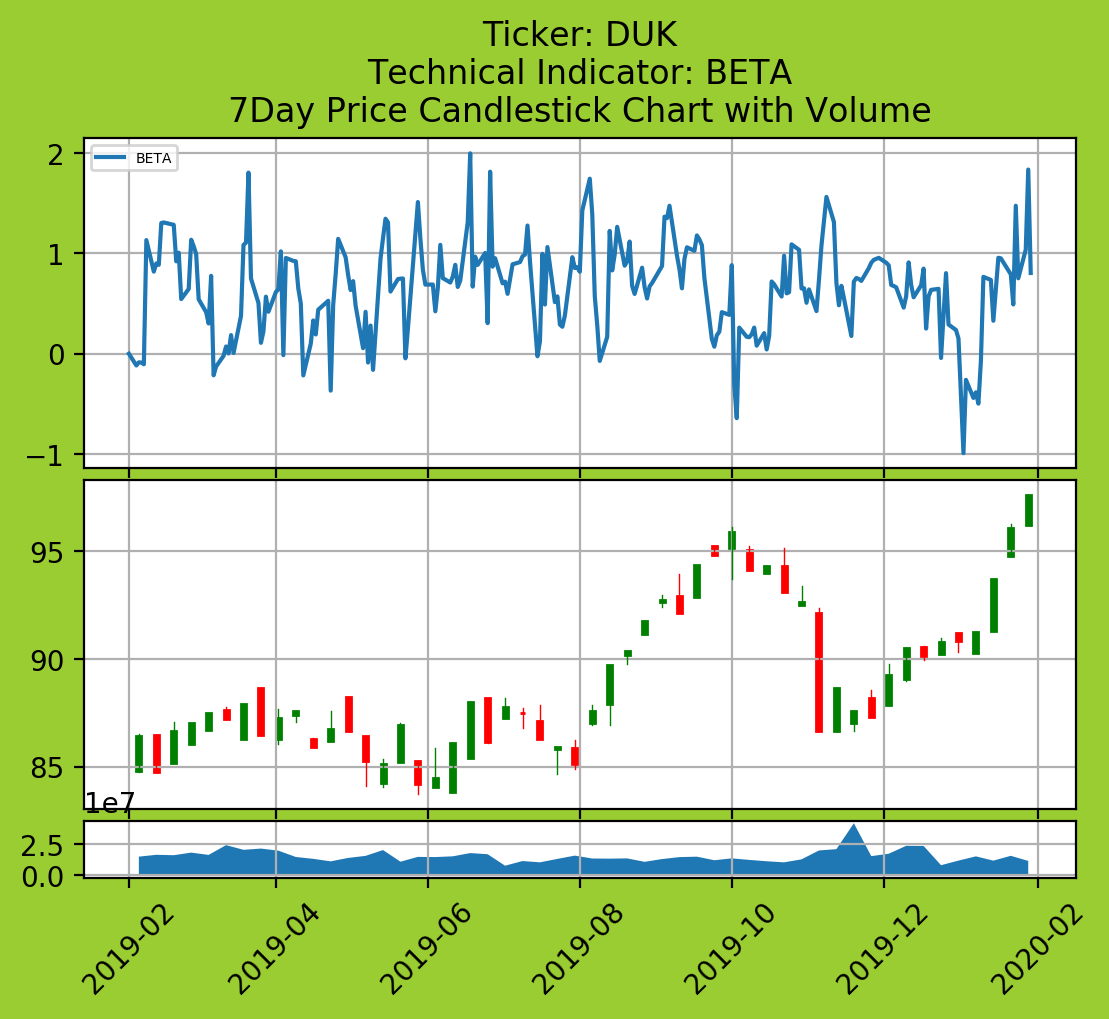 Ticker: DUK
Technical Indicator: BETA
7Day Price Candlestick Chart with Volume
BETA
2
1
0
−1
95
90
85
1e7
2.5
0.0
2019-02 2019-04 2019-06 2019-08 2019-10 2019-12 2020-02